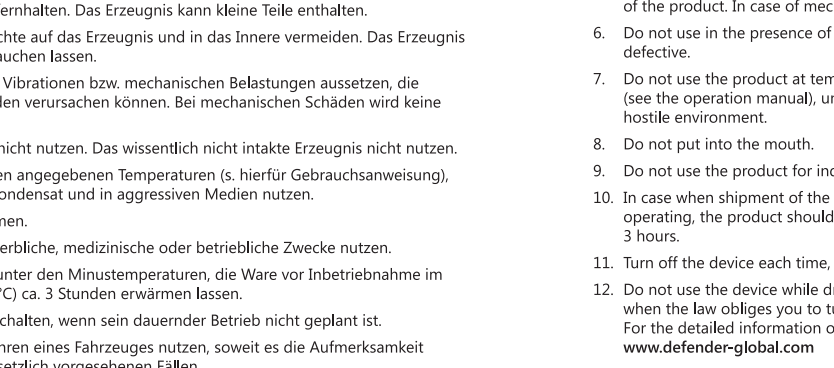 ernhalten. Das Erzeugnis kann kleine Teile enthalten.
chte auf das Erzeugnis und in das Innere vermeiden. Das Erzeugnis
auchen lassen.
Vibrationen bzw. mechanischen Belastungen aussetzen, die
den verursachen können. Bei mechanischen Schäden wird keine
nicht nutzen. Das wissentlich nicht intakte Erzeugnis nicht nutzen.
en angegebenen Temperaturen (s. hierfür Gebrauchsanweisung),
ondensat und in aggressiven Medien nutzen.
men.
erbliche, medizinische oder betriebliche Zwecke nutzen.
unter den Minustemperaturen, die Ware vor Inbetriebnahme im
°C) ca. 3 Stunden erwärmen lassen.
chalten, wenn sein dauernder Betrieb nicht geplant ist.
hren eines Fahrzeuges nutzen, soweit es die Aufmerksamkeit
setzlich vorgesehenen Fällen.
of the product. In case of mec
6. Do not use in the presence of
defective.
7. Do not use the product at tem
(see the operation manual), un
hostile environment.
8. Do not put into the mouth.
9. Do not use the product for ind
10. In case when shipment of the
operating, the product should
3 hours.
11. Turn off the device each time,
12. Do not use the device while dr
when the law obliges you to tu
For the detailed information o
www.defender-global.com